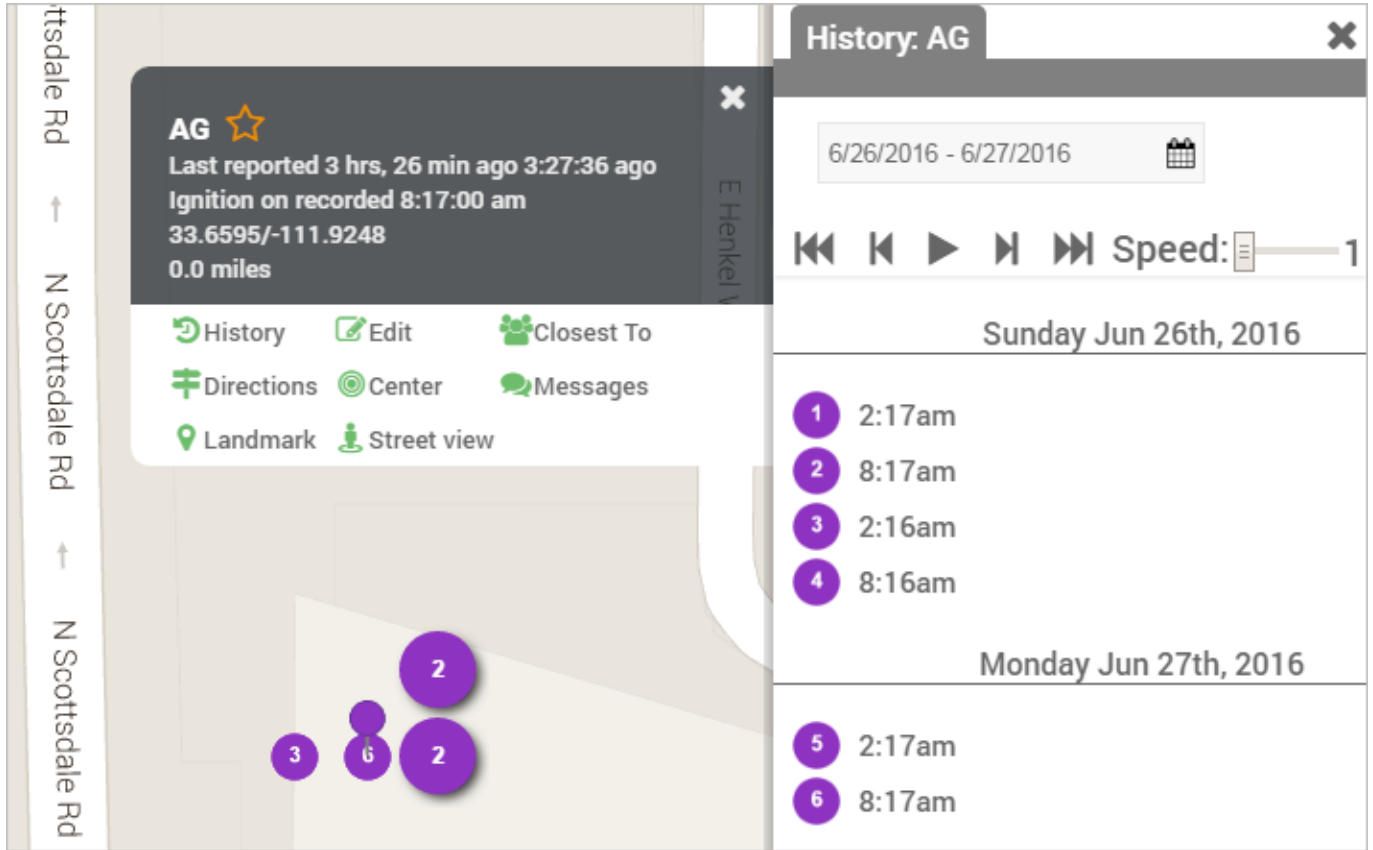 ttsdale Rd
N Scottsdale Rd
N Scottsdale Rd
AG
Last reported 3 hrs, 26 min ago 3:27:36 ago
Ignition on recorded 8:17:00 am
33.6595/-111.9248
0.0 miles
E Henkel W
History Edit Closest To
Directions Center Messages
Landmark Street view
2
3 6 2
History: AG
6/26/2016 - 6/27/2016
Speed: 1
Sunday Jun 26th, 2016
1 2:17am
2 8:17am
3 2:16am
4 8:16am
Monday Jun 27th, 2016
5 2:17am
6 8:17am